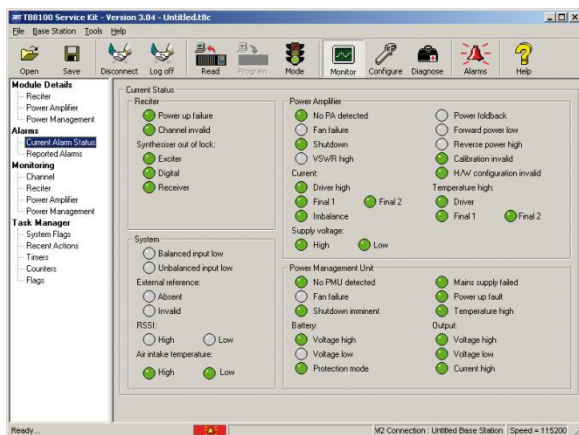 TB8100 Service Kit - Version 3.04 - Untitled.t8c
File Base Station Tools Help
Open Save Disconnect Log off Read Program Mode Monitor Configure Diagnose Alarms Help
Module Details
Reciter
Power Amplifier
Power Management
Alarms
Current Alarm Status
Reported Alarms
Monitoring
Channel
Reciter
Power Amplifier
Power Management
Task Manager
System Flags
Recent Actions
Timers
Counters
Flags
Current Status
Reciter
Power up failure
Channel invalid
Synthesiser out of lock:
Exciter
Digital
Receiver
System
Balanced input low
Unbalanced input low
External reference:
Absent
Invalid
RSSI:
High Low
Air intake temperature:
High Low
Power Amplifier
No PA detected Power foldback
Fan failure Forward power low
Shutdown Reverse power high
VSWR high Calibration invalid
H/W configuration invalid
Current: Temperature high:
Driver high Driver
Final 1 Final 2 Final 1 Final 2
Imbalance
Supply voltage:
High Low
Power Management Unit
No PMU detected Mains supply failed
Fan failure Power up fault
Shutdown imminent Temperature high
Battery: Output:
Voltage high Voltage high
Voltage low Voltage low
Protection mode Current high
Ready... M2 Connection : Untitled Base Station Speed = 115200